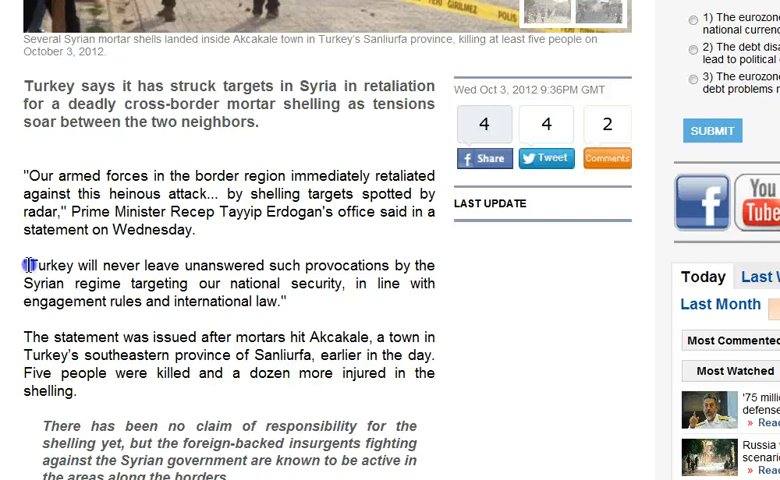 YERI GIRILMEZ
POLIS
Several Syrian mortar shells landed inside Akcakale town in Turkey's Sanliurfa province, killing at least five people on
October 3, 2012.
Turkey says it has struck targets in Syria in retaliation
for a deadly cross-border mortar shelling as tensions
soar between the two neighbors.
"Our armed forces in the border region immediately retaliated
against this heinous attack... by shelling targets spotted by
radar," Prime Minister Recep Tayyip Erdogan's office said in a
statement on Wednesday.
Turkey will never leave unanswered such provocations by the
Syrian regime targeting our national security, in line with
engagement rules and international law."
The statement was issued after mortars hit Akcakale, a town in
Turkey's southeastern province of Sanliurfa, earlier in the day.
Five people were killed and a dozen more injured in the
shelling.
There has been no claim of responsibility for the
shelling yet, but the foreign-backed insurgents fighting
against the Syrian government are known to be active in
the areas along the borders.
Wed Oct 3, 2012 9:36PM GMT
4 4 2
f Share Tweet Comments
LAST UPDATE
1) The eurozon
national curren
2) The debt disa
lead to political
3) The eurozon
debt problems r
SUBMIT
f You
Tube
Today Last W
Last Month
Most Commente
Most Watched
'75 milli
defense
» Read
Russia
scenari
» Read